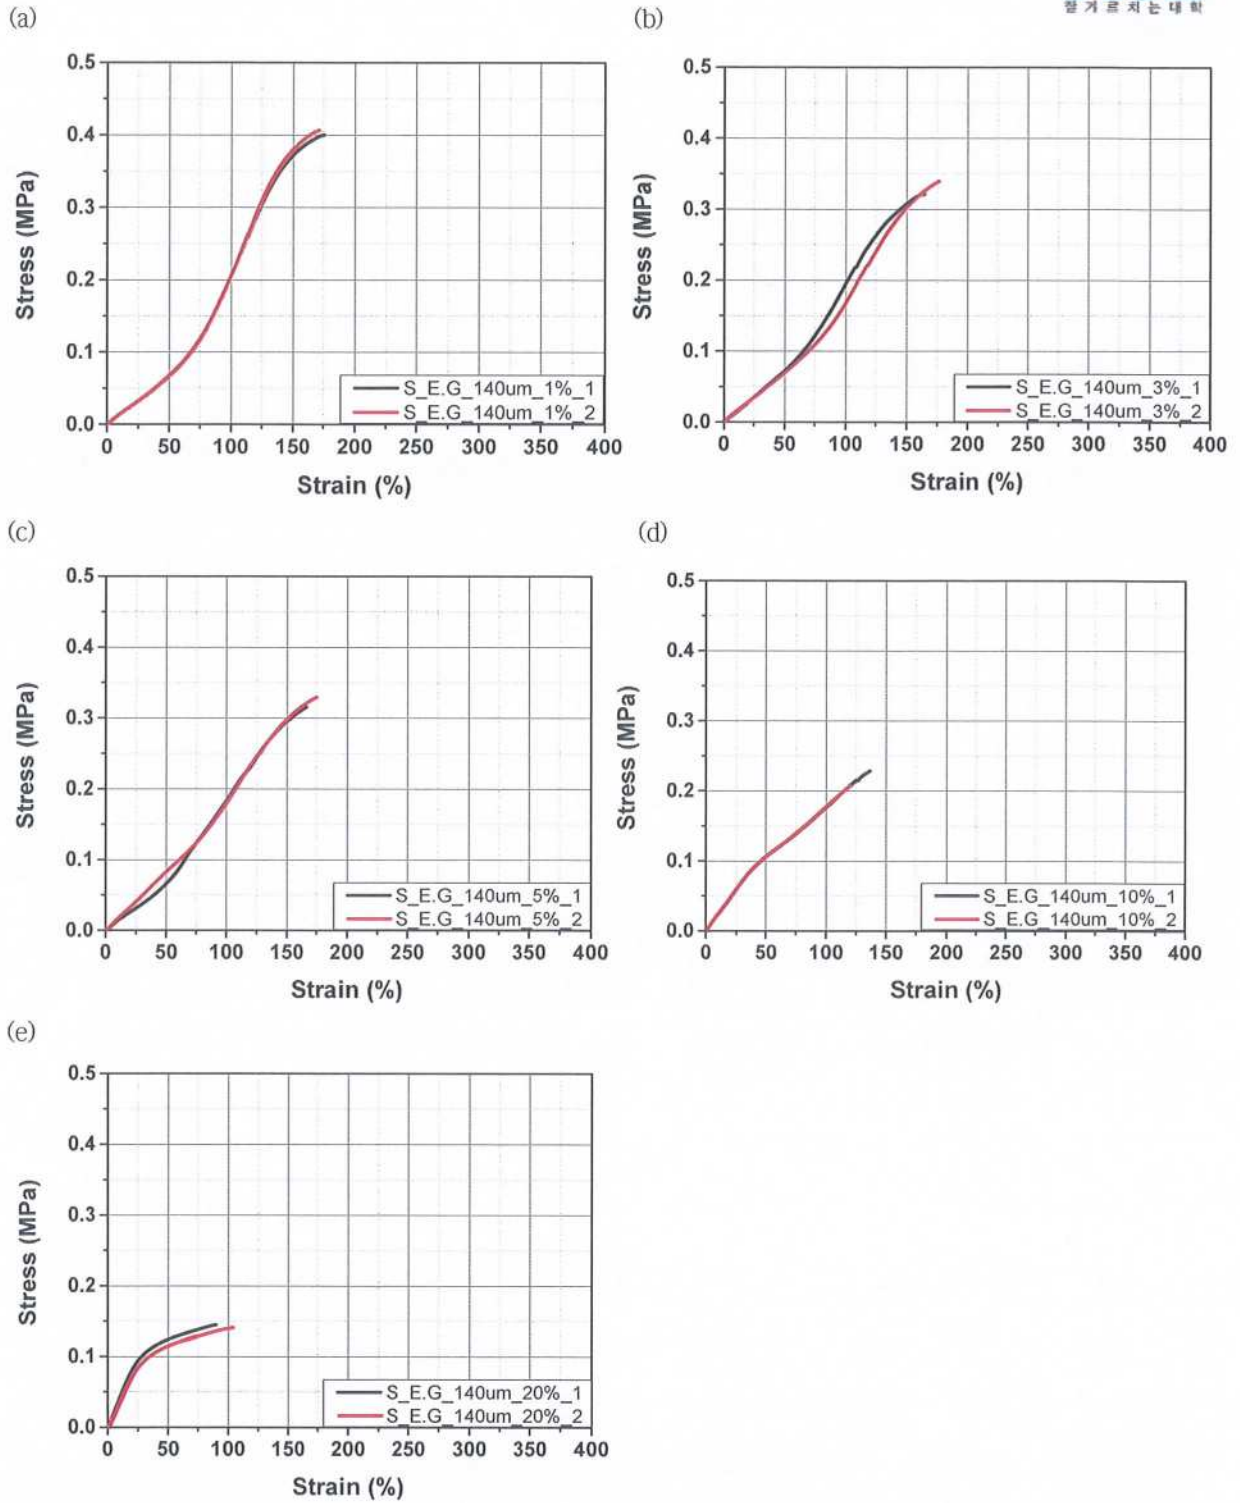 잘 가 르 치 는 대 학
(a)
0.5
0.4
0.3
0.2
0.1
0.0
Stress (MPa)
S_E.G_140um_1%_1
S_E.G_140um_1%_2
0 50 100 150 200 250 300 350 400
Strain (%)
(b)
0.5
0.4
0.3
0.2
0.1
0.0
Stress (MPa)
S_E.G_140um_3%_1
S_E.G_140um_3%_2
0 50 100 150 200 250 300 350 400
Strain (%)
(c)
0.5
0.4
0.3
0.2
0.1
0.0
Stress (MPa)
S_E.G_140um_5%_1
S_E.G_140um_5%_2
0 50 100 150 200 250 300 350 400
Strain (%)
(d)
0.5
0.4
0.3
0.2
0.1
0.0
Stress (MPa)
S_E.G_140um_10%_1
S_E.G_140um_10%_2
0 50 100 150 200 250 300 350 400
Strain (%)
(e)
0.5
0.4
0.3
0.2
0.1
0.0
Stress (MPa)
S_E.G_140um_20%_1
S_E.G_140um_20%_2
0 50 100 150 200 250 300 350 400
Strain (%)